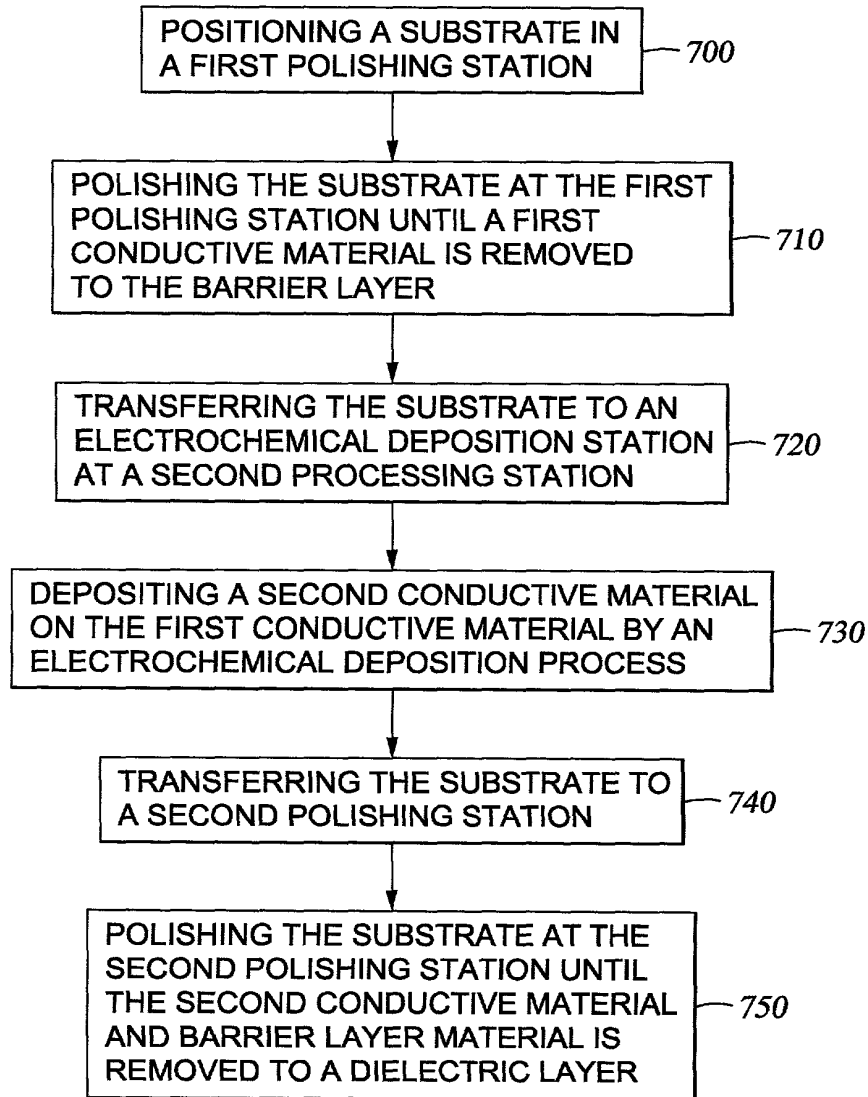 POSITIONING A SUBSTRATE IN
A FIRST POLISHING STATION
700
POLISHING THE SUBSTRATE AT THE FIRST
POLISHING STATION UNTIL A FIRST
CONDUCTIVE MATERIAL IS REMOVED
TO THE BARRIER LAYER
710
TRANSFERRING THE SUBSTRATE TO AN
ELECTROCHEMICAL DEPOSITION STATION
AT A SECOND PROCESSING STATION
720
DEPOSITING A SECOND CONDUCTIVE MATERIAL
ON THE FIRST CONDUCTIVE MATERIAL BY AN
ELECTROCHEMICAL DEPOSITION PROCESS
730
TRANSFERRING THE SUBSTRATE TO
A SECOND POLISHING STATION
740
POLISHING THE SUBSTRATE AT THE
SECOND POLISHING STATION UNTIL
THE SECOND CONDUCTIVE MATERIAL
AND BARRIER LAYER MATERIAL IS
REMOVED TO A DIELECTRIC LAYER
750